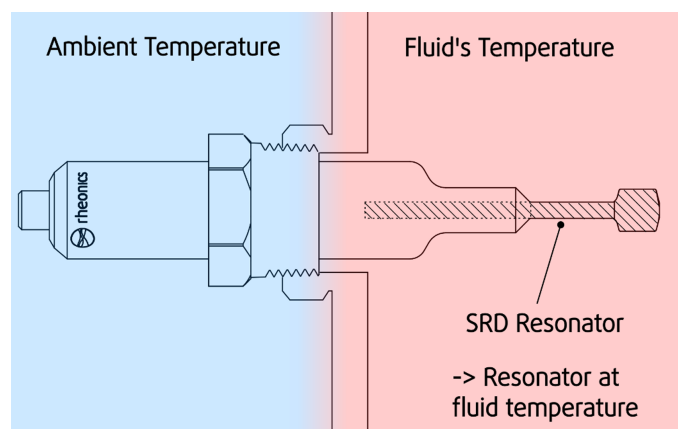 Ambient Temperature
Fluid's Temperature
rheonics
SRD Resonator
-> Resonator at
fluid temperature